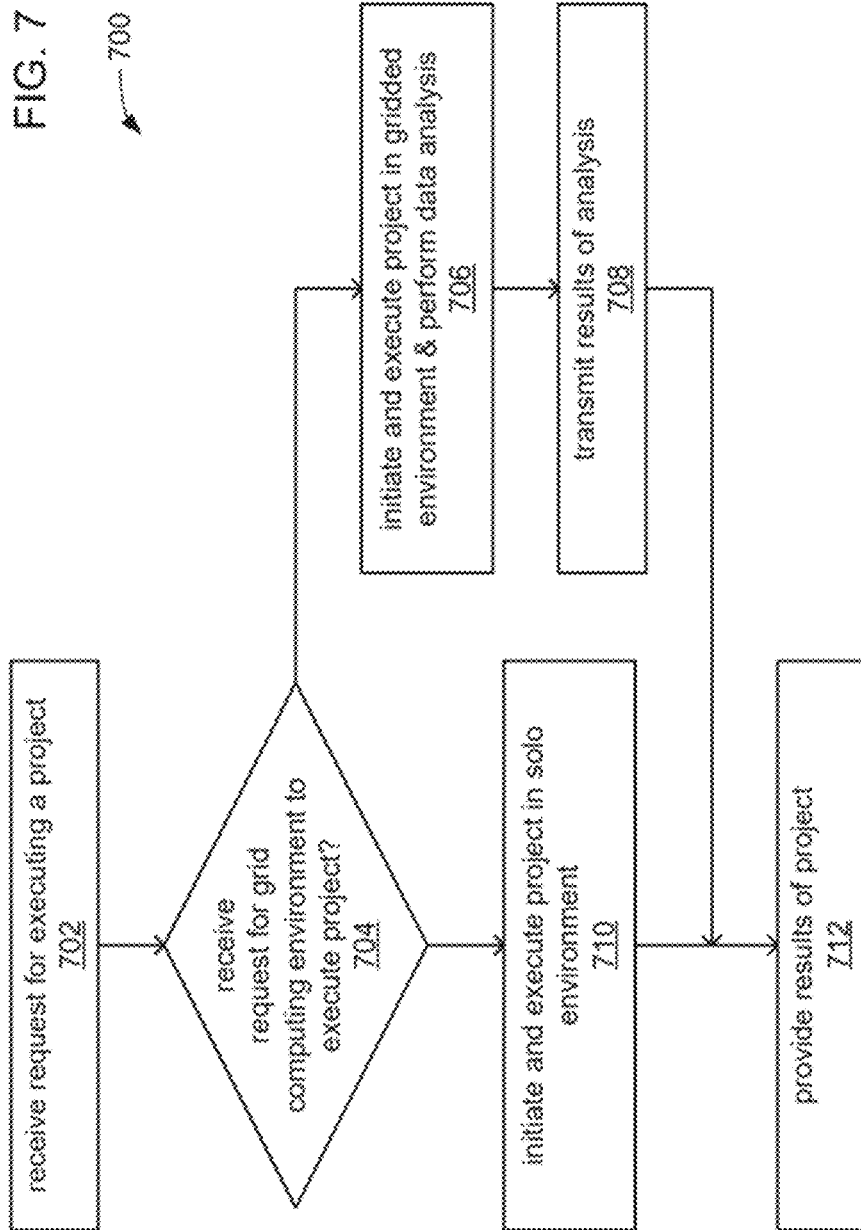 FIG. 7
700
receive request for executing a project
702
receive
request for grid
computing environment to
execute project?
704
initiate and execute project in gridded
environment & perform data analysis
706
transmit results of analysis
708
initiate and execute project in solo
environment
710
provide results of project
712